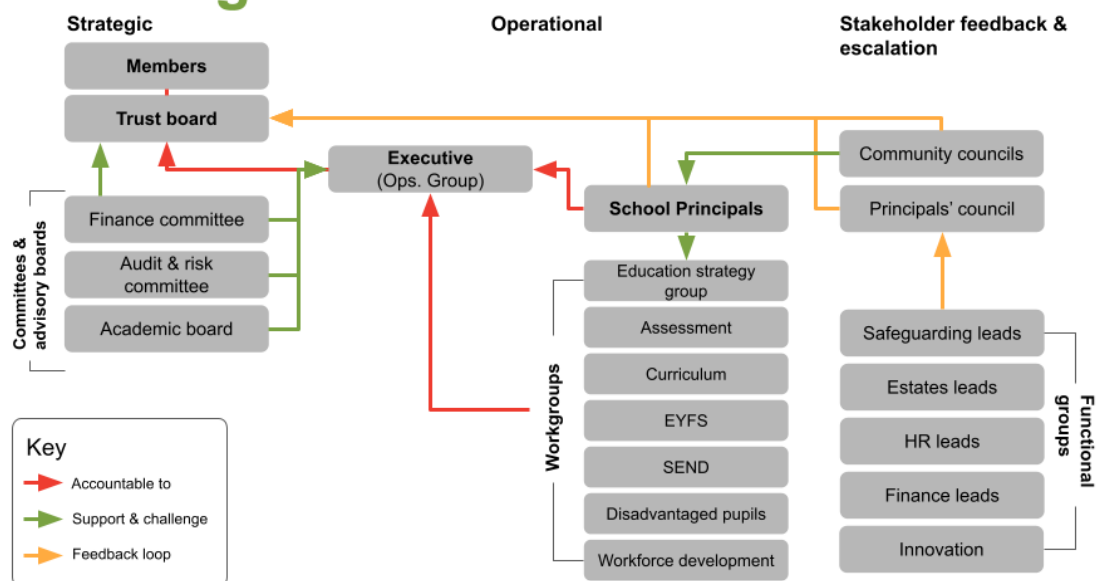 Strategic
Operational
Stakeholder feedback &
escalation
Members
Trust board
Executive
(Ops. Group)
Community councils
School Principals
Principals' council
Committees &
advisory boards
Finance committee
Audit & risk
committee
Academic board
Workgroups
Education strategy
group
Assessment
Curriculum
EYFS
SEND
Disadvantaged pupils
Workforce development
Safeguarding leads
Estates leads
HR leads
Finance leads
Innovation
Functional
groups
Key
Accountable to
Support & challenge
Feedback loop